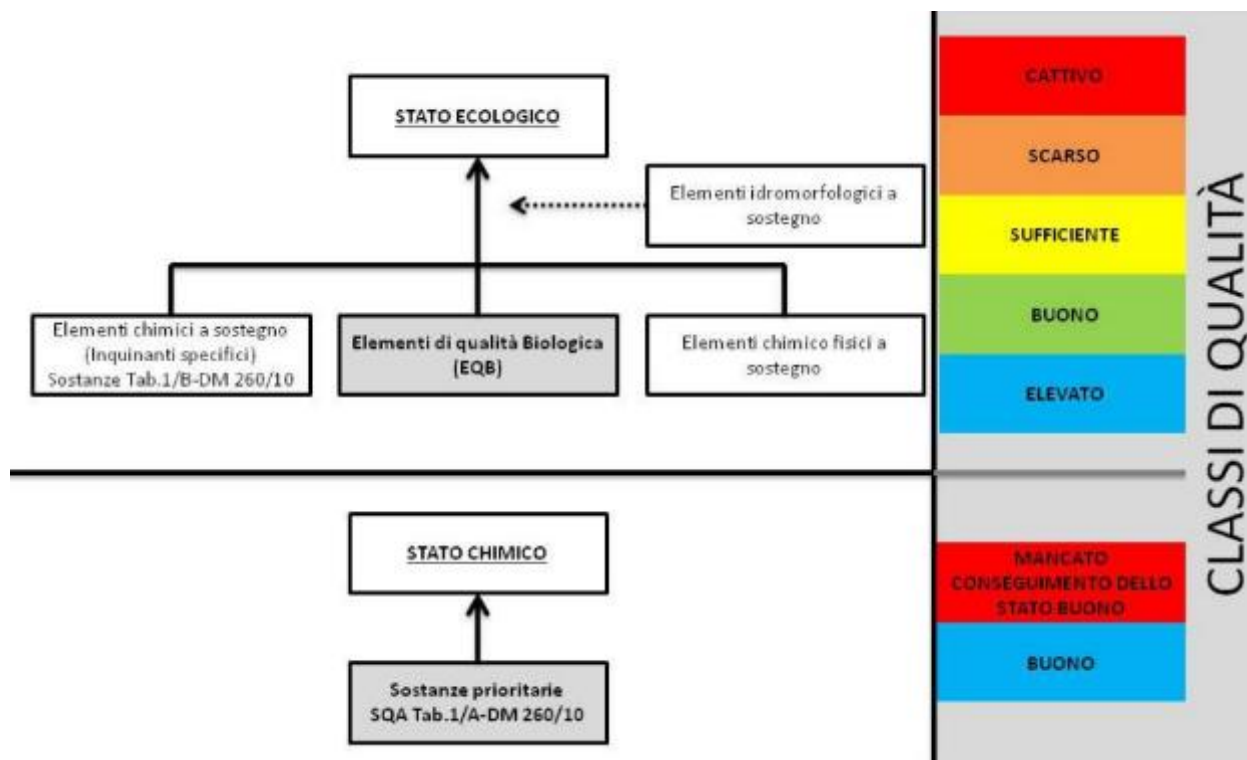 STATO ECOLOGICO
Elementi idromorfologici a
sostegno
Elementi chimici a sostegno
(Inquinanti specifici)
Sostanze Tab.1/B-DM 260/10
Elementi di qualità Biologica
(EQB)
Elementi chimico fisici a
sostegno
CATTIVO
SCARSO
SUFFICIENTE
BUONO
ELEVATO
STATO CHIMICO
Sostanze prioritarie
SQA Tab.1/A-DM 260/10
MANCATO
CONSEGUIMENTO DELLO
STATO BUONO
BUONO
CLASSI DI QUALITÀ